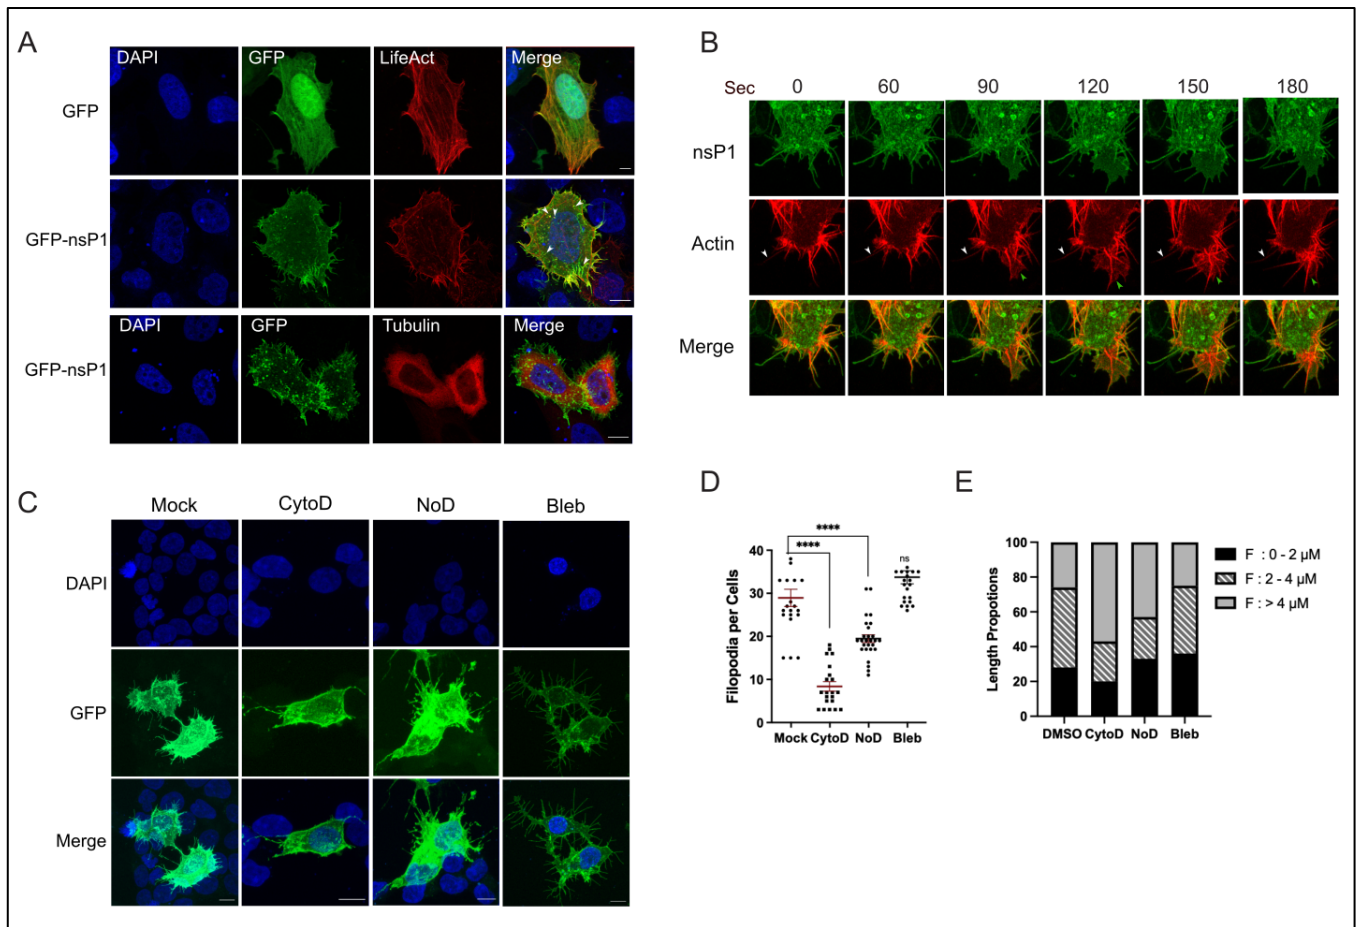 A
DAPI GFP LifeAct Merge
GFP
GFP-nsP1
DAPI GFP Tubulin Merge
GFP-nsP1
B
Sec 0 60 90 120 150 180
nsP1
Actin
Merge
C
Mock CytoD NoD Bleb
DAPI
GFP
Merge
D
Filopodia per Cells
40
30
20
10
0
****
****
ns
Mock CytoD NoD Bleb
E
Length Propotions
100
80
60
40
20
0
DMSO CytoD NoD Bleb
F : 0 - 2 µM
F : 2 - 4 µM
F : > 4 µM